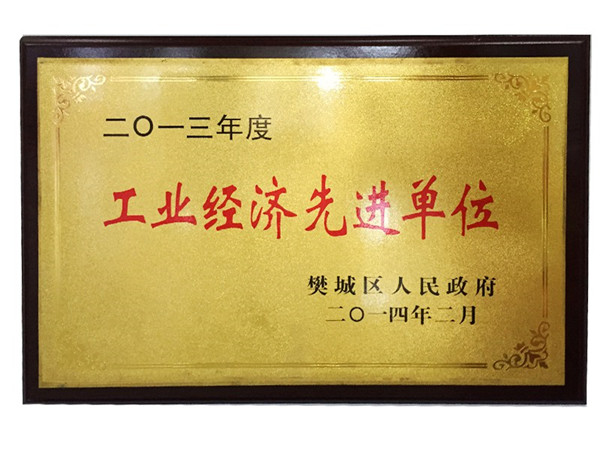 二〇一三年度
工业经济先进单位
樊城区人民政府
二〇一四年二月